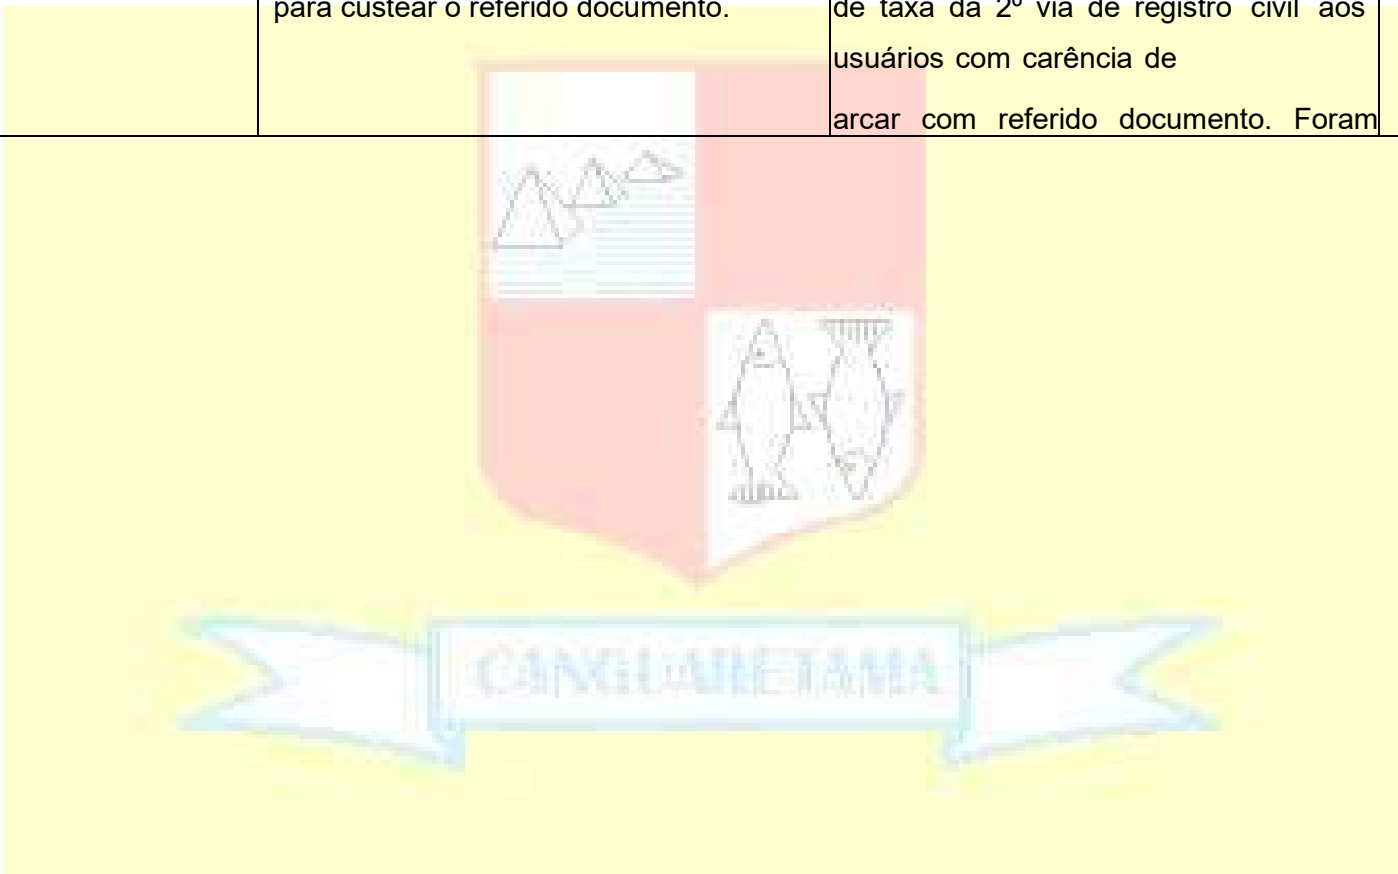 para custear o referido documento.
de taxa da 2º via de registro civil aos
usuários com carência de
arcar com referido documento. Foram
CANGUARETAMA